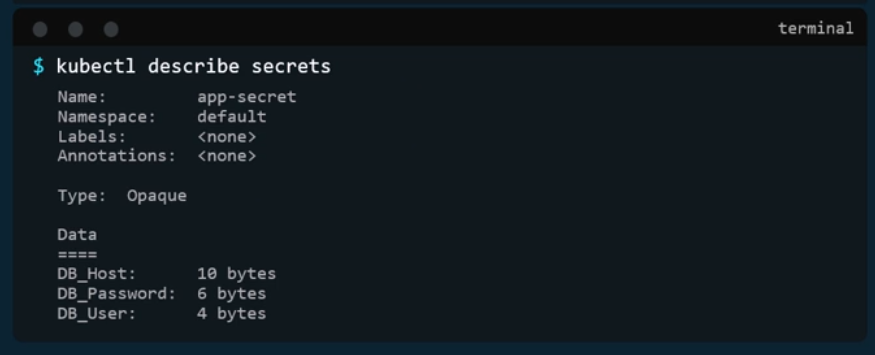 terminal
$ kubectl describe secrets
Name: app-secret
Namespace: default
Labels: <none>
Annotations: <none>
Type: Opaque
Data
====
DB_Host: 10 bytes
DB_Password: 6 bytes
DB_User: 4 bytes